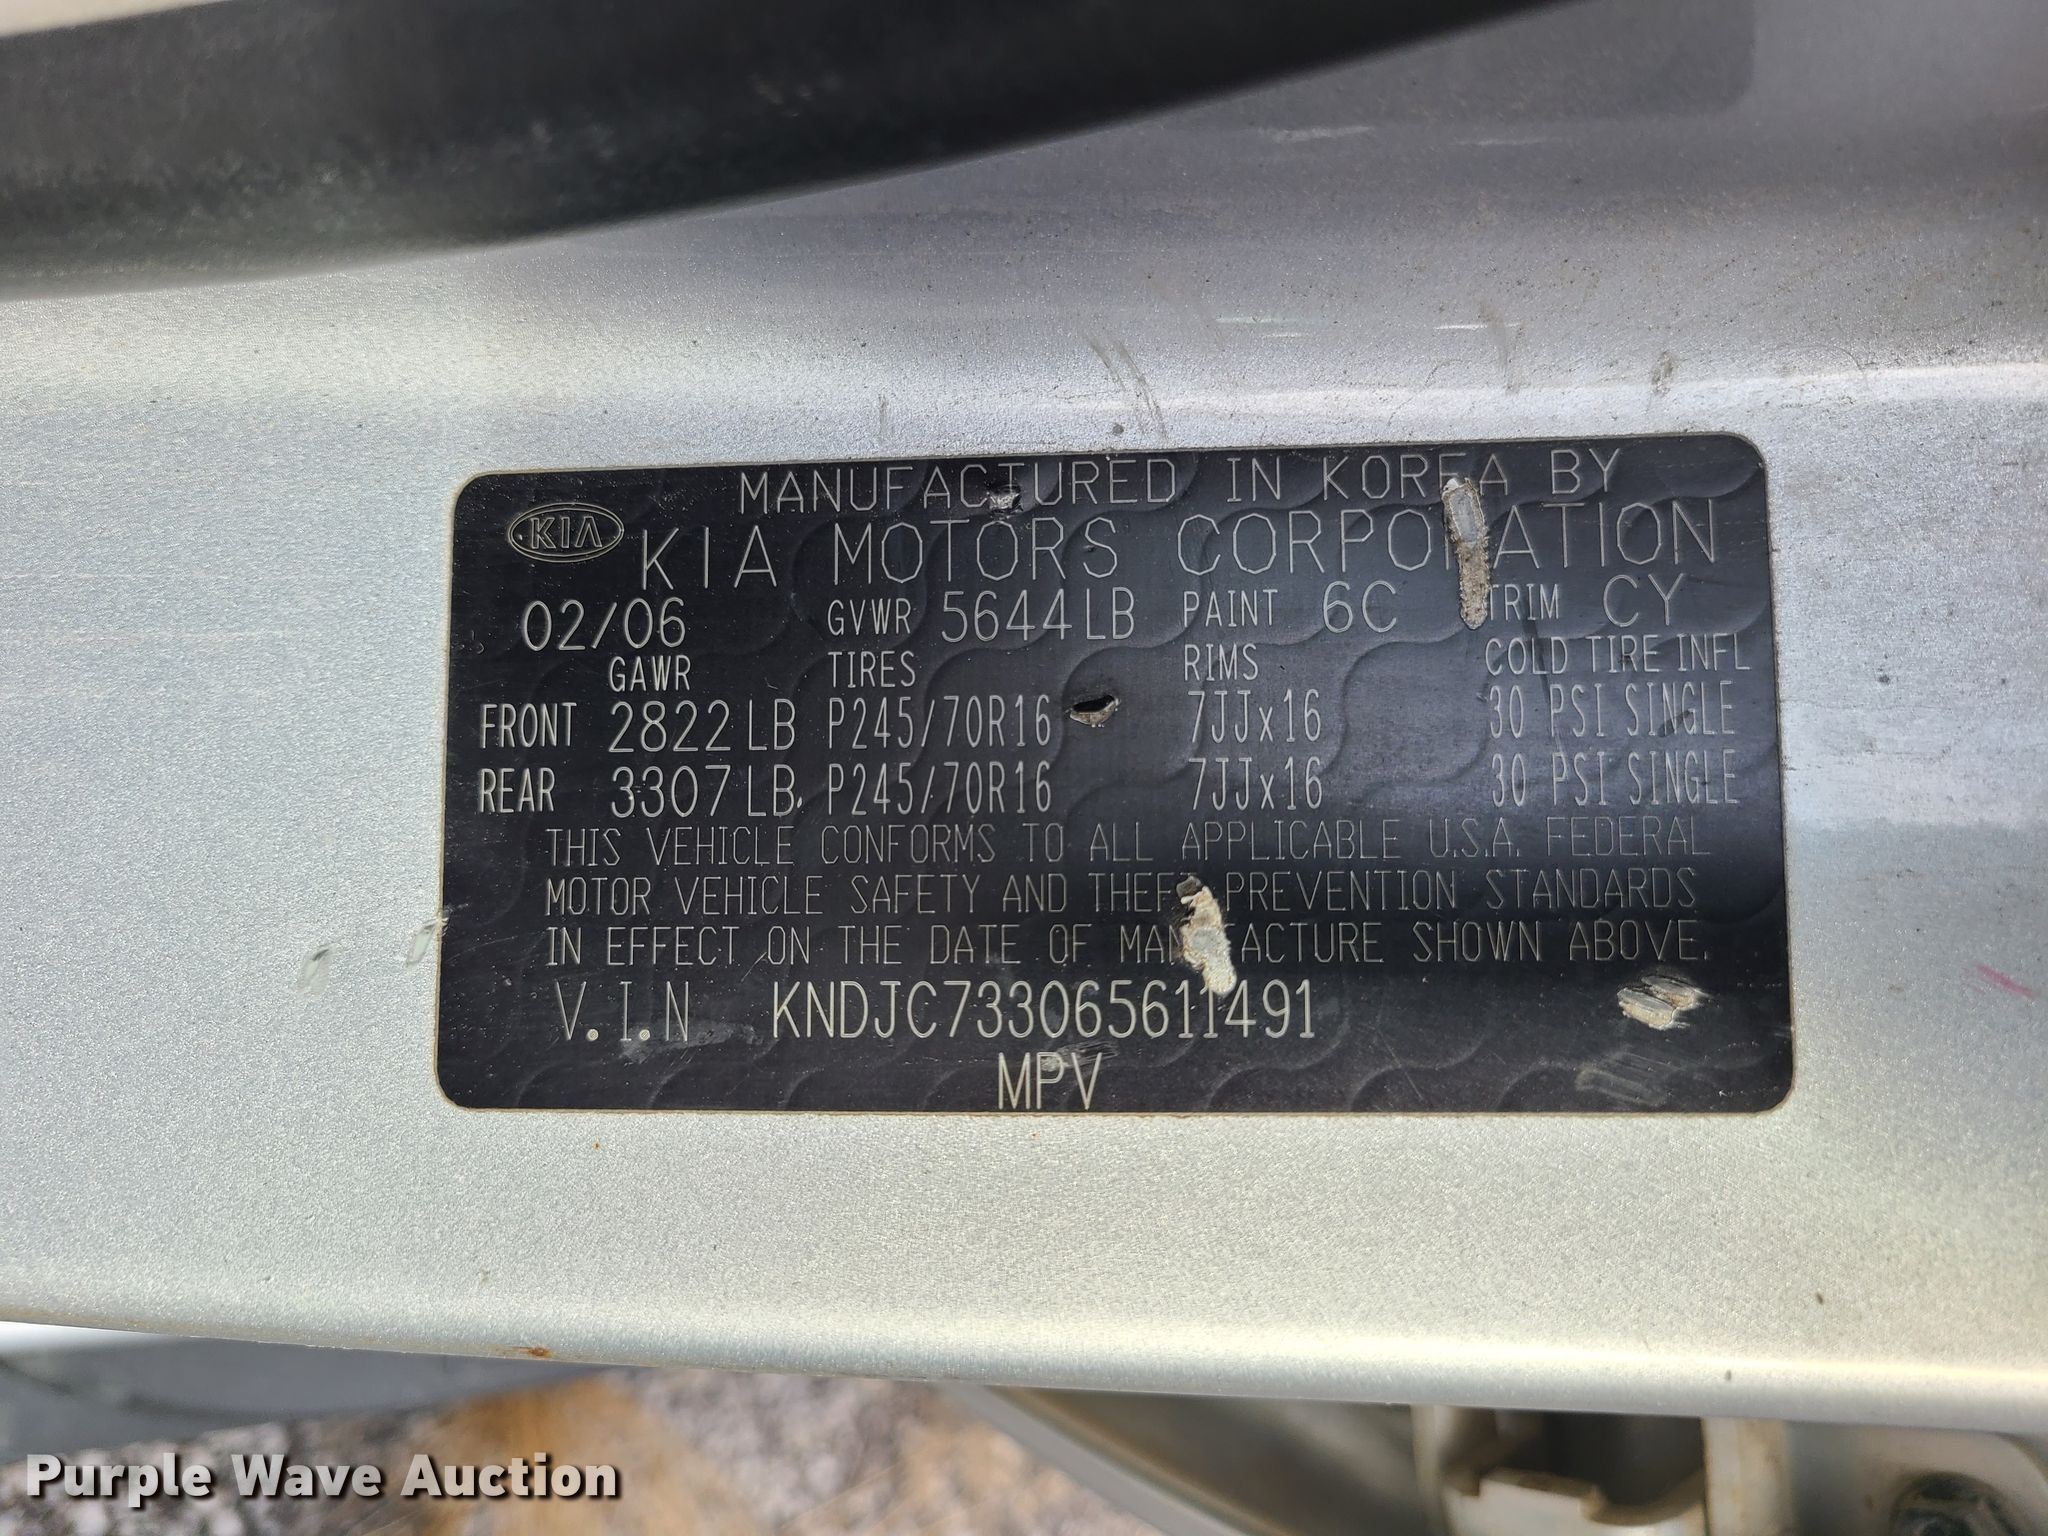 MANUFACTURED IN KOREA BY
KIA
KIA MOTORS CORPORATION
02/06 GVWR 5644LB PAINT 6C TRIM CY
GAWR TIRES RIMS COLD TIRE INFL
FRONT 2822LB P245/70R16 7JJx16 30 PSI SINGLE
REAR 3307LB P245/70R16 7JJx16 30 PSI SINGLE
THIS VEHICLE CONFORMS TO ALL APPLICABLE U.S.A. FEDERAL
MOTOR VEHICLE SAFETY AND THEFT PREVENTION STANDARDS
IN EFFECT ON THE DATE OF MANUFACTURE SHOWN ABOVE.
V.I.N KNDJC733065611491
MPV
Purple Wave Auction